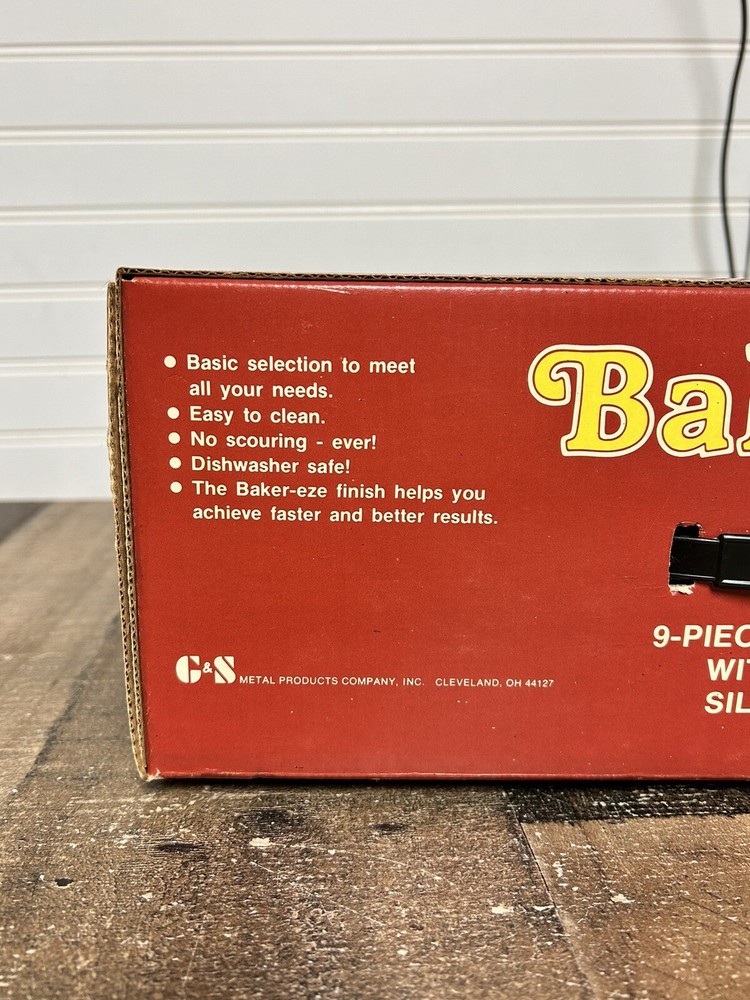 ● Basic selection to meet
all your needs.
● Easy to clean.
● No scouring - ever!
● Dishwasher safe!
● The Baker-eze finish helps you
achieve faster and better results.
Ba
9-PIEC
WI
SIL
G&S METAL PRODUCTS COMPANY, INC. CLEVELAND, OH 44127